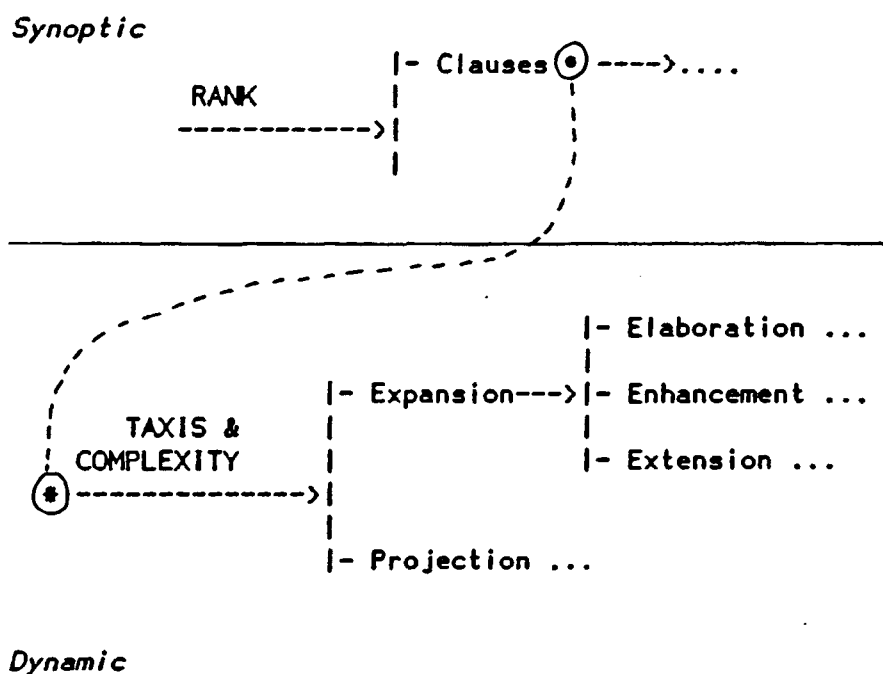 Synoptic
|- Clauses * ---->....
RANK
------------>
|- Elaboration ...
|- Expansion--->|- Enhancement ...
TAXIS &
COMPLEXITY
|- Extension ...
* ------------->
|- Projection ...
Dynamic